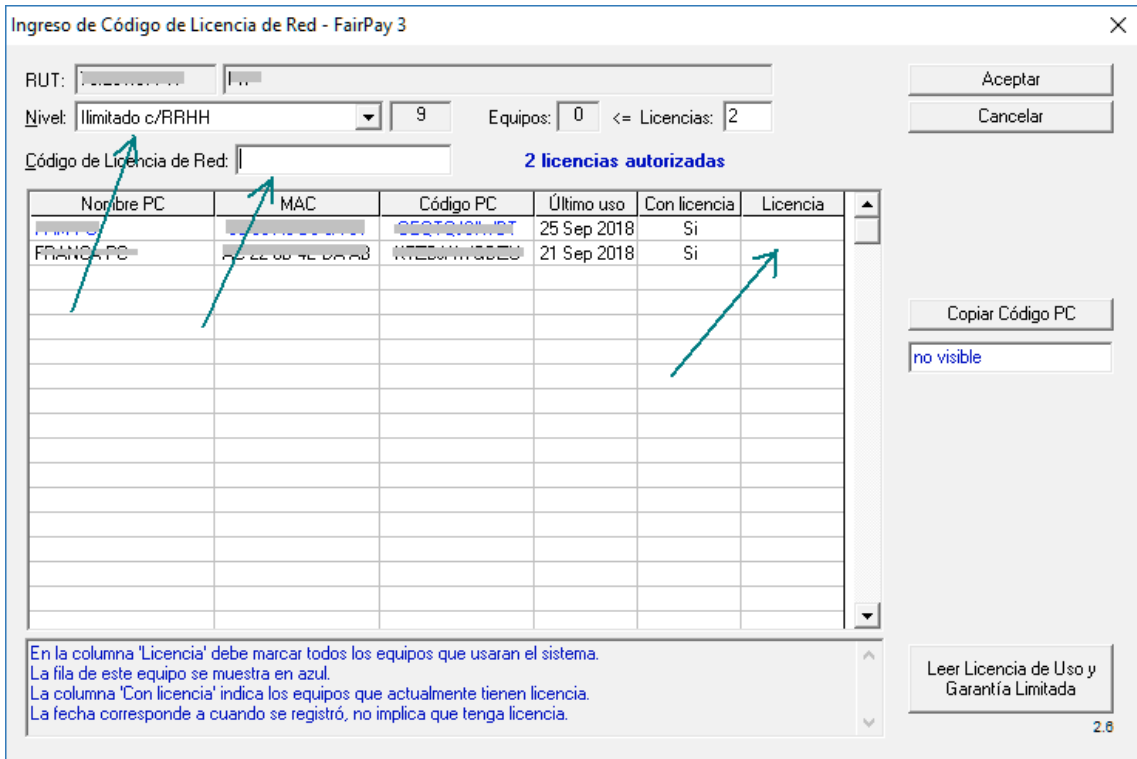 Ingreso de Código de Licencia de Red - FairPay 3
RUT:
Aceptar
Nivel: Ilimitado c/RRHH 9 Equipos: 0 <= Licencias: 2
Cancelar
Código de Licencia de Red: 2 licencias autorizadas
Nombre PC MAC Código PC Último uso Con licencia Licencia
25 Sep 2018 Si
21 Sep 2018 Si
Copiar Código PC
no visible
En la columna 'Licencia' debe marcar todos los equipos que usaran el sistema.
La fila de este equipo se muestra en azul.
La columna 'Con licencia' indica los equipos que actualmente tienen licencia.
La fecha corresponde a cuando se registró, no implica que tenga licencia.
Leer Licencia de Uso y
Garantía Limitada
2.6